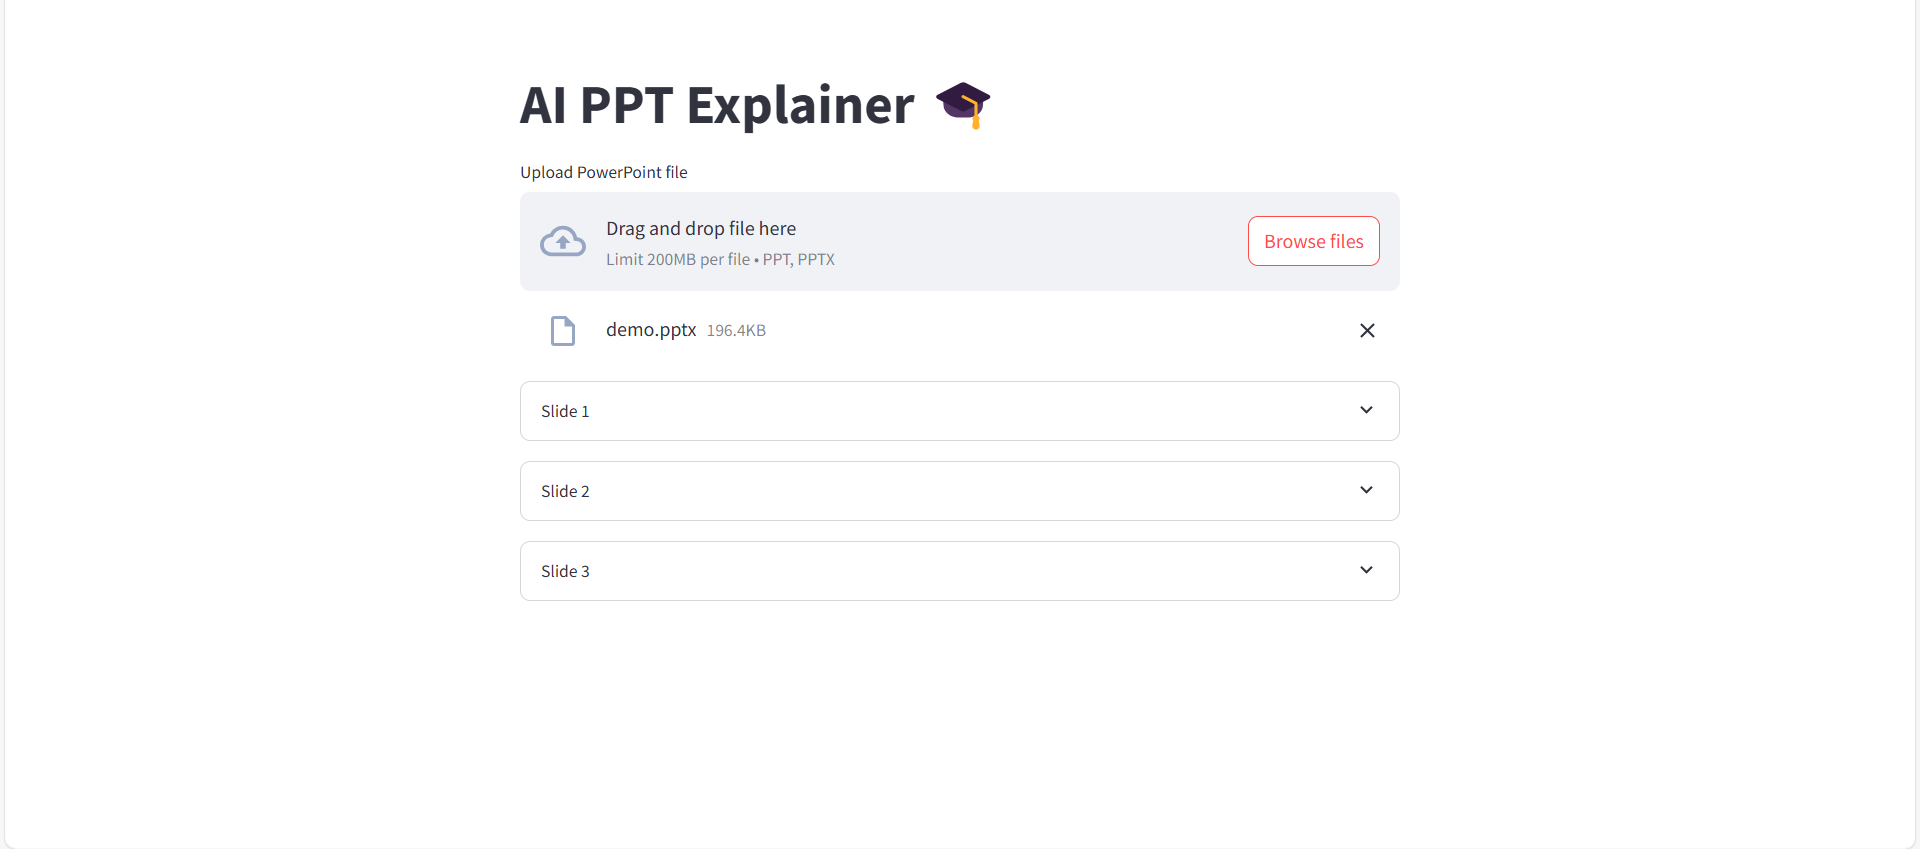 AI PPT Explainer
Upload PowerPoint file
Drag and drop file here
Limit 200MB per file • PPT, PPTX
Browse files
demo.pptx 196.4KB
Slide 1
Slide 2
Slide 3